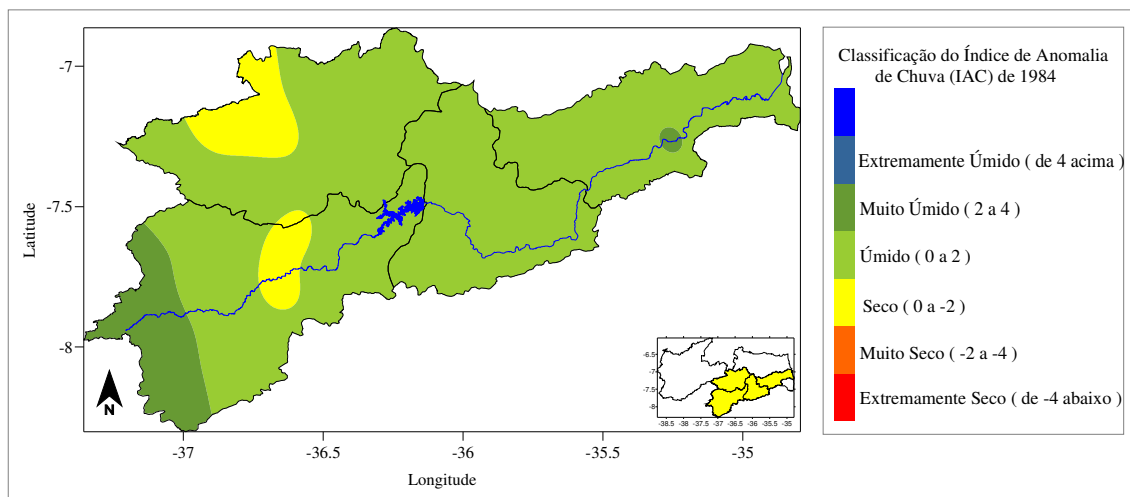 -7
-7.5
-8
Latitude
N
-37
-36.5
-36
-35.5
-35
Longitude
-6.5
-7
-7.5
-8
-38.5 -38 -37.5 -37 -36.5 -36 -35.5 -35
Classificação do Índice de Anomalia
de Chuva (IAC) de 1984
Extremamente Úmido ( de 4 acima )
Muito Úmido ( 2 a 4 )
Úmido ( 0 a 2 )
Seco ( 0 a -2 )
Muito Seco ( -2 a -4 )
Extremamente Seco ( de -4 abaixo )